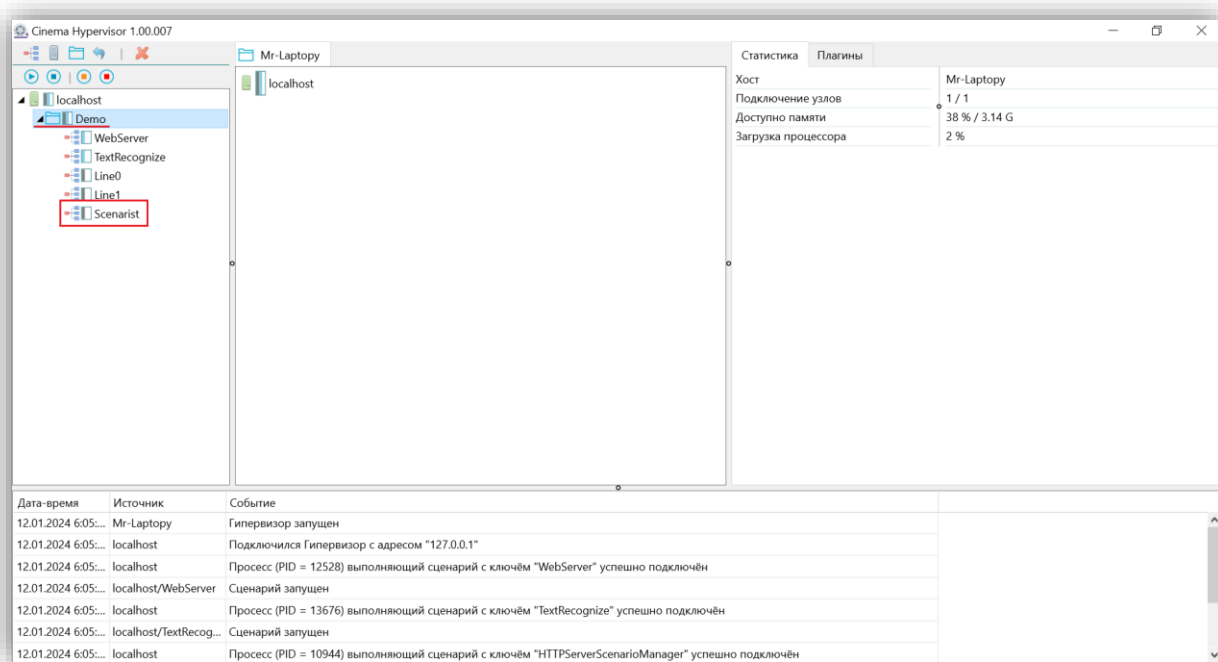 Cinema Hypervisor 1.00.007
Mr-Laptopy
Статистика Плагины
localhost
Demo
WebServer
TextRecognize
Line0
Line1
Scenarist
localhost
Хост Mr-Laptopy
Подключение узлов 1 / 1
Доступно памяти 38 % / 3.14 G
Загрузка процессора 2 %
Дата-время Источник Событие
12.01.2024 6:05:... Mr-Laptopy Гипервизор запущен
12.01.2024 6:05:... localhost Подключился Гипервизор с адресом "127.0.0.1"
12.01.2024 6:05:... localhost Просесс (PID = 12528) выполняющий сценарий с ключём "WebServer" успешно подключён
12.01.2024 6:05:... localhost/WebServer Сценарий запущен
12.01.2024 6:05:... localhost Просесс (PID = 13676) выполняющий сценарий с ключём "TextRecognize" успешно подключён
12.01.2024 6:05:... localhost/TextRecog... Сценарий запущен
12.01.2024 6:05:... localhost Просесс (PID = 10944) выполняющий сценарий с ключём "HTTPServerScenarioManager" успешно подключён